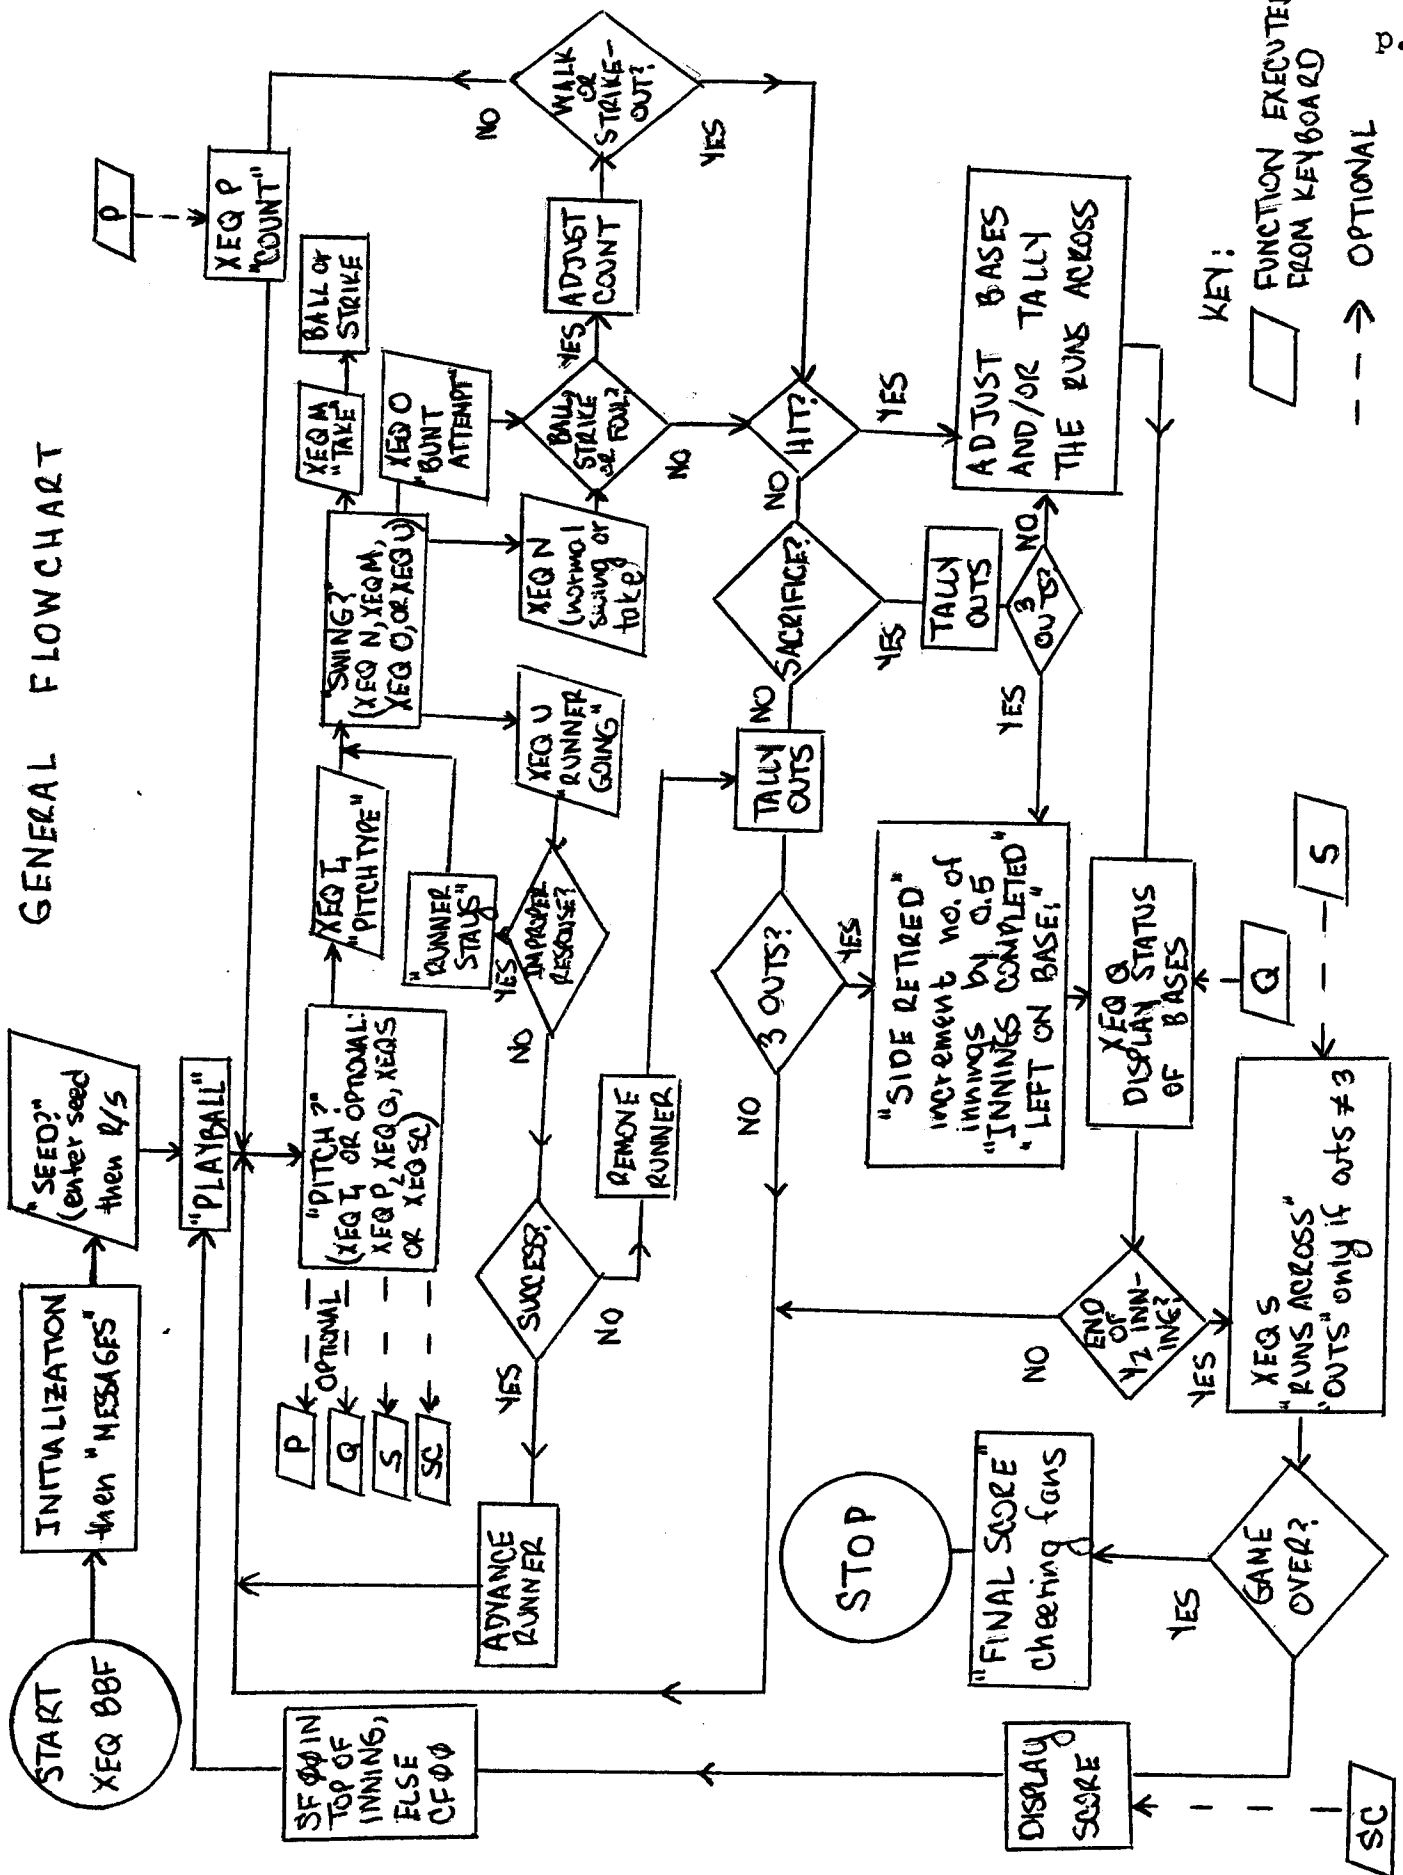 GENERAL FLOWCHART
START
XEQ BBF
INITIALIZATION
then "MESSAGES"
"SEED?"
(enter seed
then R/S
"PLAYBALL"
"PITCH?"
(XEQ L OR OPTIONAL:
XEQ P, XEQ Q, XEQ S
OR XEQ SC)
OPTIONAL
P
Q
S
SC
XEQ L
"PITCH TYPE"
"RUNNER
STAYS"
"SWING?"
(XEQ N, XEQ M,
XEQ O, OR XEQ U)
XEQ M
"TAKE"
BALL or
STRIKE
XEQ O
"BUNT
ATTEMPT"
XEQ N
(normal
swing or
take)
XEQ U
"RUNNER
GOING"
IMPROPER
RESPONSE?
YES
NO
SUCCESS?
YES
NO
ADVANCE
RUNNER
REMOVE
RUNNER
P
XEQ P
"COUNT"
BALL,
STRIKE
OR FOUL?
YES
NO
ADJUST
COUNT
WALK
OR
STRIKE-
OUT?
NO
YES
HIT?
YES
NO
SACRIFICE?
YES
NO
TALLY
OUTS
3
OUTS?
NO
YES
ADJUST BASES
AND/OR TALLY
THE RUNS ACROSS
TALLY
OUTS
3 OUTS?
NO
YES
"SIDE RETIRED"
increment no. of
innings by 0.5
"INNINGS COMPLETED"
"LEFT ON BASE:"
XEQ Q
DISPLAY STATUS
OF BASES
Q
S
END
OF
1/2 INN-
ING?
NO
YES
XEQ S
"RUNS ACROSS"
"OUTS" only if outs ≠ 3
GAME
OVER?
YES
"FINAL SCORE"
cheering fans
STOP
DISPLAY
SCORE
SC
SF 00 IN
TOP OF
INNING,
ELSE
CF 00
KEY:
FUNCTION EXECUTED
FROM KEYBOARD
OPTIONAL
p.